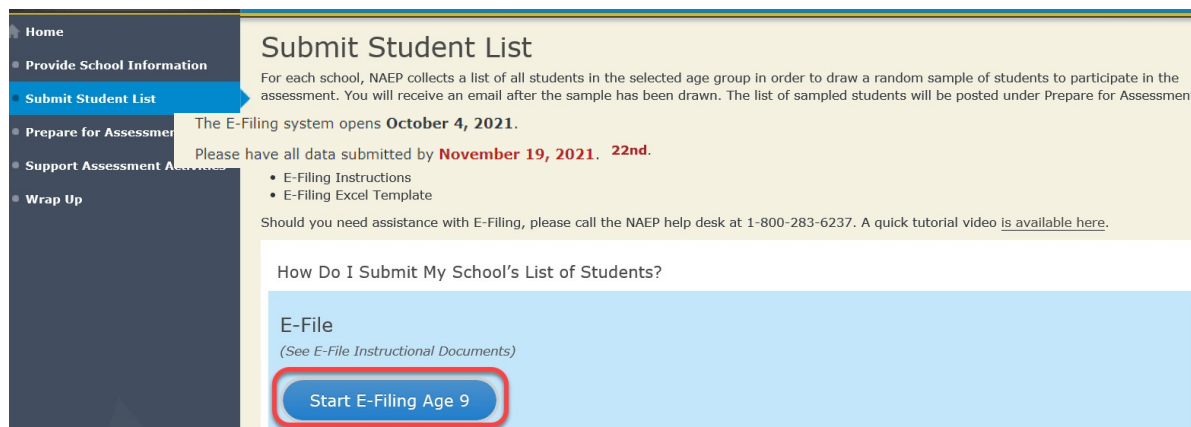 Home
Provide School Information
Submit Student List
Prepare for Assessmen
Support Assessment Activities
Wrap Up
Submit Student List
For each school, NAEP collects a list of all students in the selected age group in order to draw a random sample of students to participate in the
assessment. You will receive an email after the sample has been drawn. The list of sampled students will be posted under Prepare for Assessmen
The E-Filing system opens October 4, 2021.
Please have all data submitted by November 19, 2021. 22nd.
• E-Filing Instructions
• E-Filing Excel Template
Should you need assistance with E-Filing, please call the NAEP help desk at 1-800-283-6237. A quick tutorial video is available here.
How Do I Submit My School's List of Students?
E-File
(See E-File Instructional Documents)
Start E-Filing Age 9